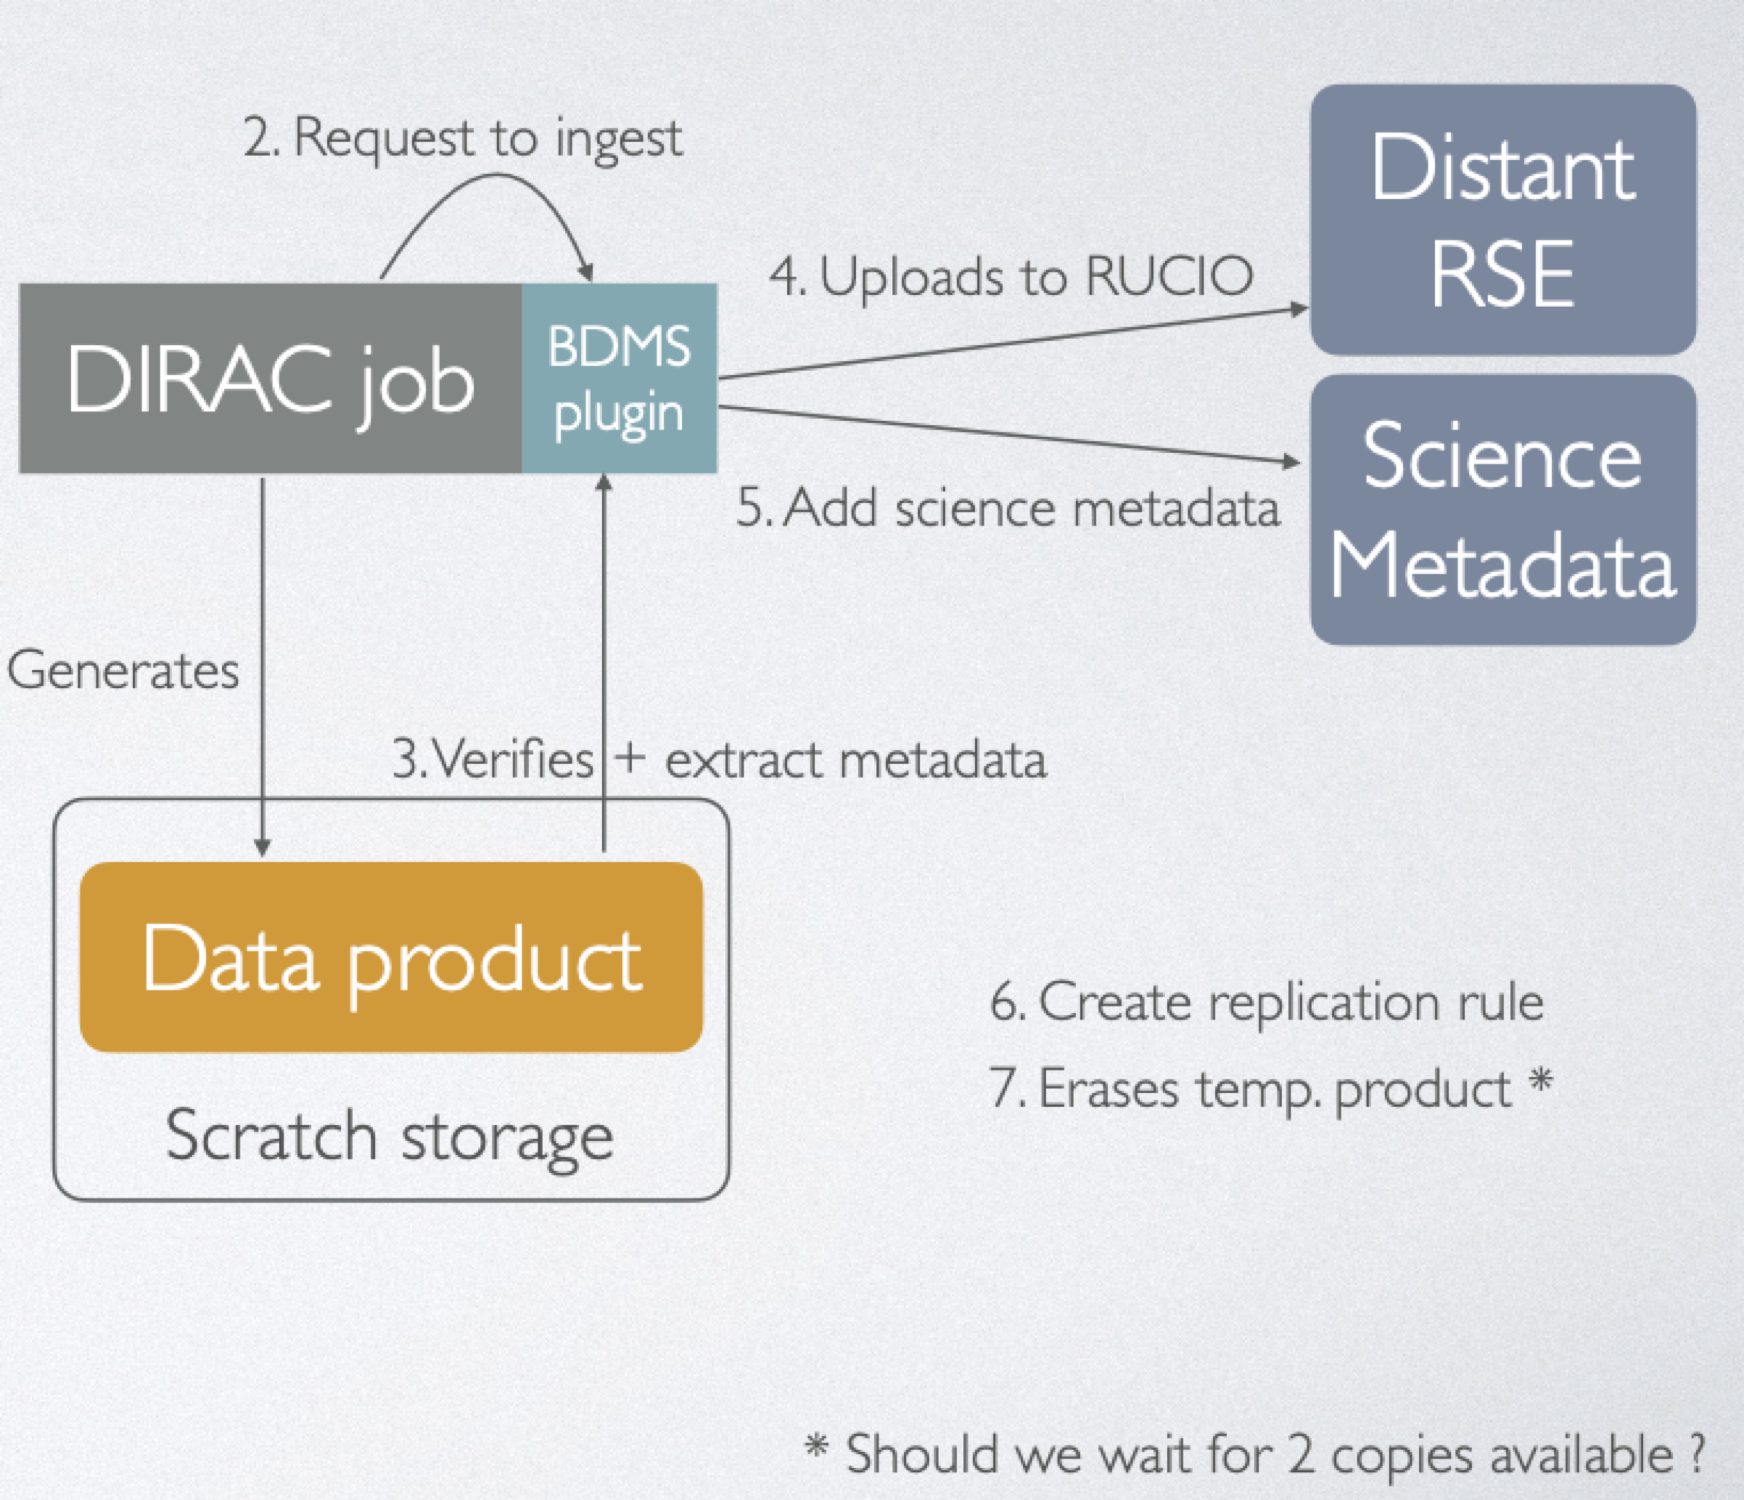 2. Request to ingest
Distant
RSE
4. Uploads to RUCIO
DIRAC job
BDMS
plugin
Science
Metadata
5. Add science metadata
Generates
3. Verifies + extract metadata
Data product
Scratch storage
6. Create replication rule
7. Erases temp. product *
* Should we wait for 2 copies available ?